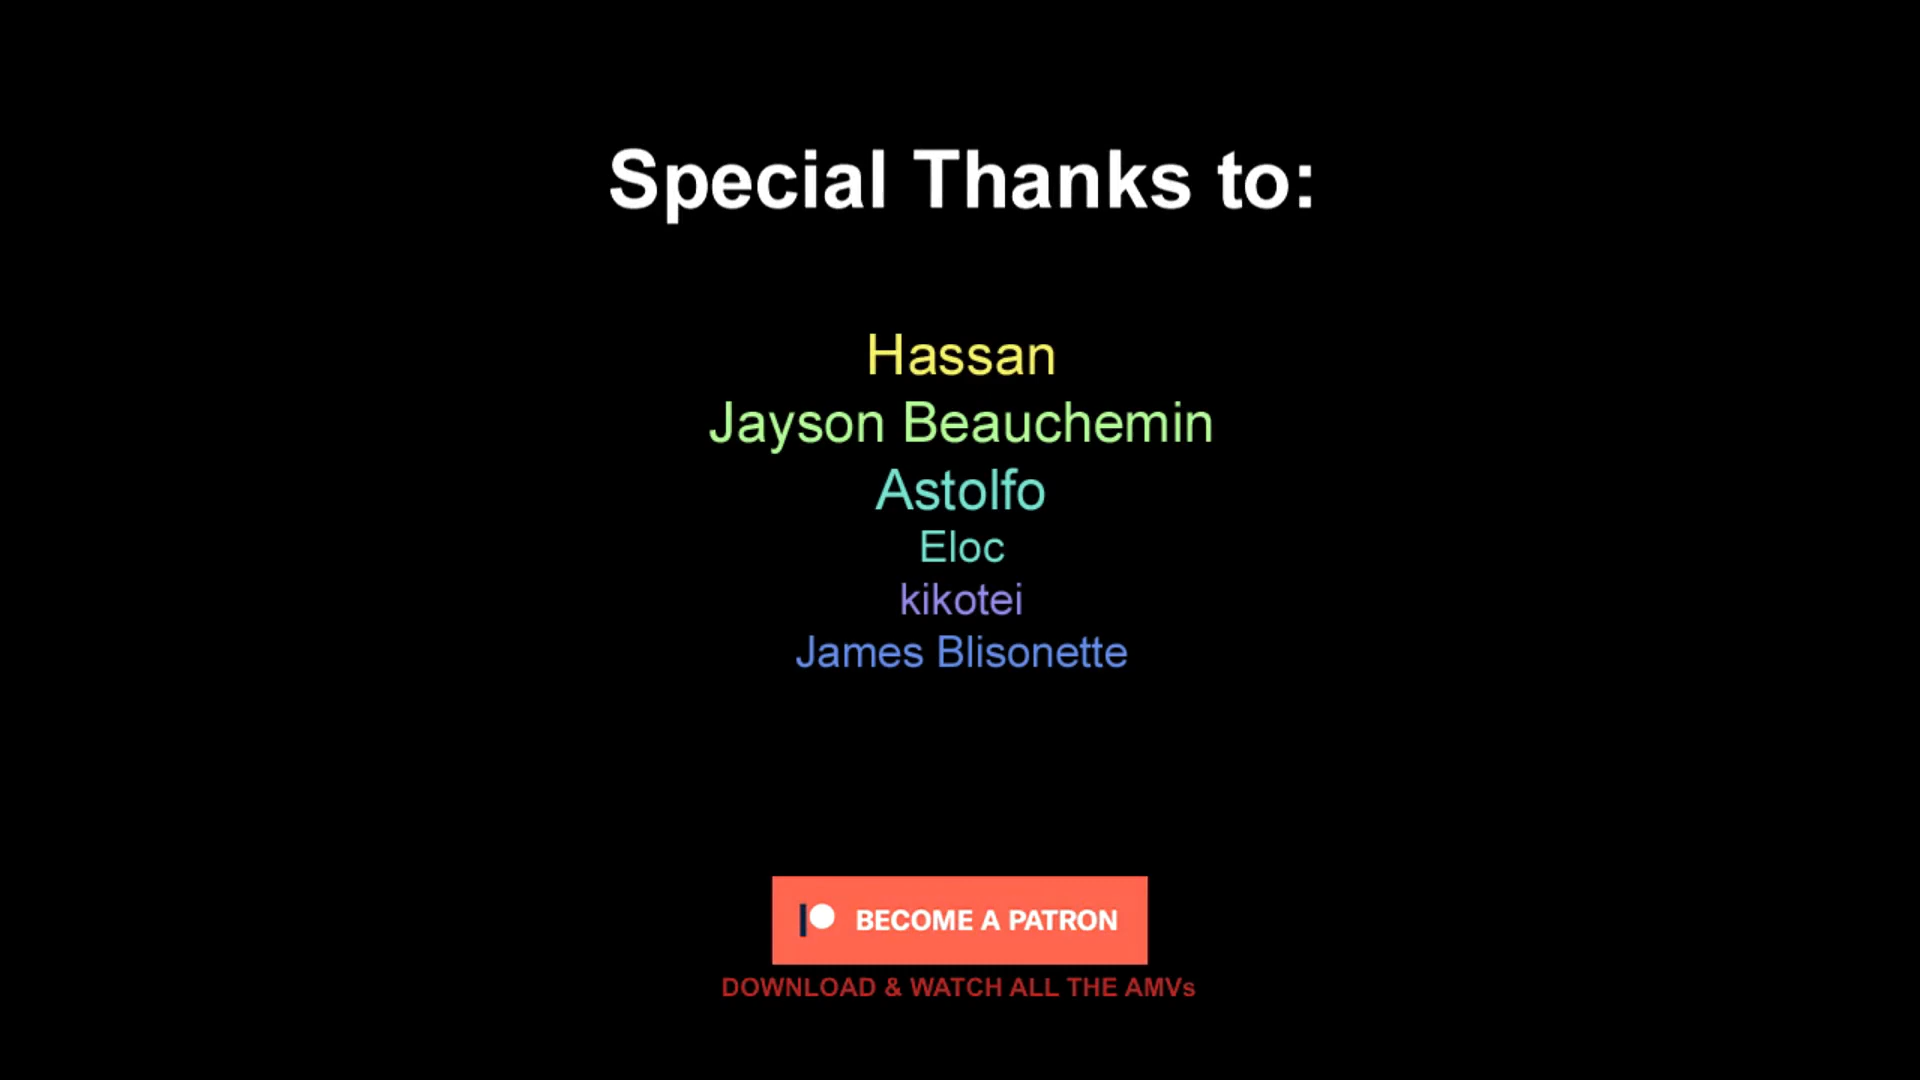 Special Thanks to:
Hassan
Jayson Beauchemin
Astolfo
Eloc
kikotei
James Blisonette
BECOME A PATRON
DOWNLOAD & WATCH ALL THE AMVs